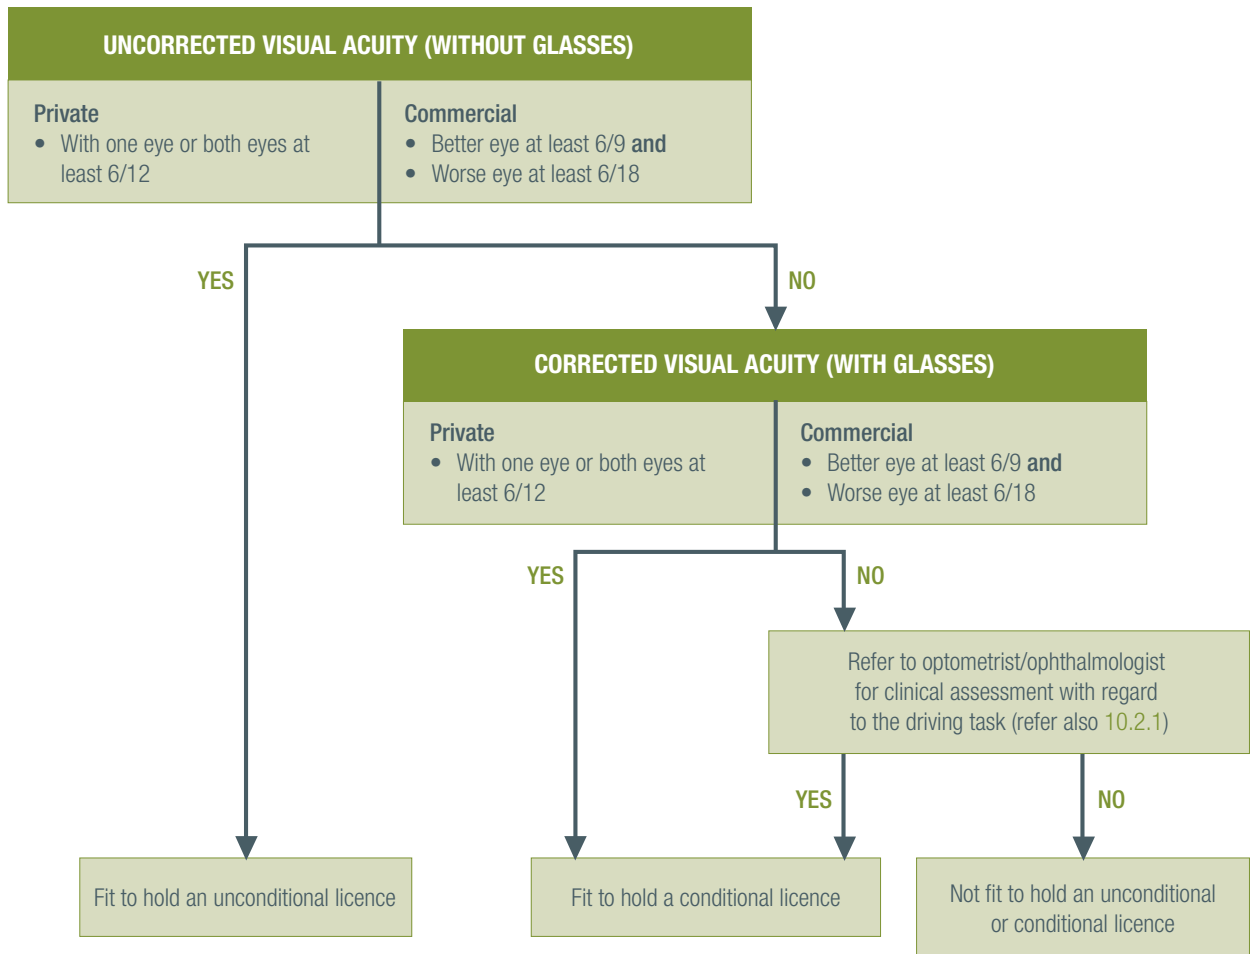 UNCORRECTED VISUAL ACUITY (WITHOUT GLASSES)
Private
• With one eye or both eyes at
least 6/12
Commercial
• Better eye at least 6/9 and
• Worse eye at least 6/18
YES
NO
CORRECTED VISUAL ACUITY (WITH GLASSES)
Private
• With one eye or both eyes at
least 6/12
Commercial
• Better eye at least 6/9 and
• Worse eye at least 6/18
YES
NO
Refer to optometrist/ophthalmologist
for clinical assessment with regard
to the driving task (refer also 10.2.1)
YES
NO
Fit to hold an unconditional licence
Fit to hold a conditional licence
Not fit to hold an unconditional
or conditional licence